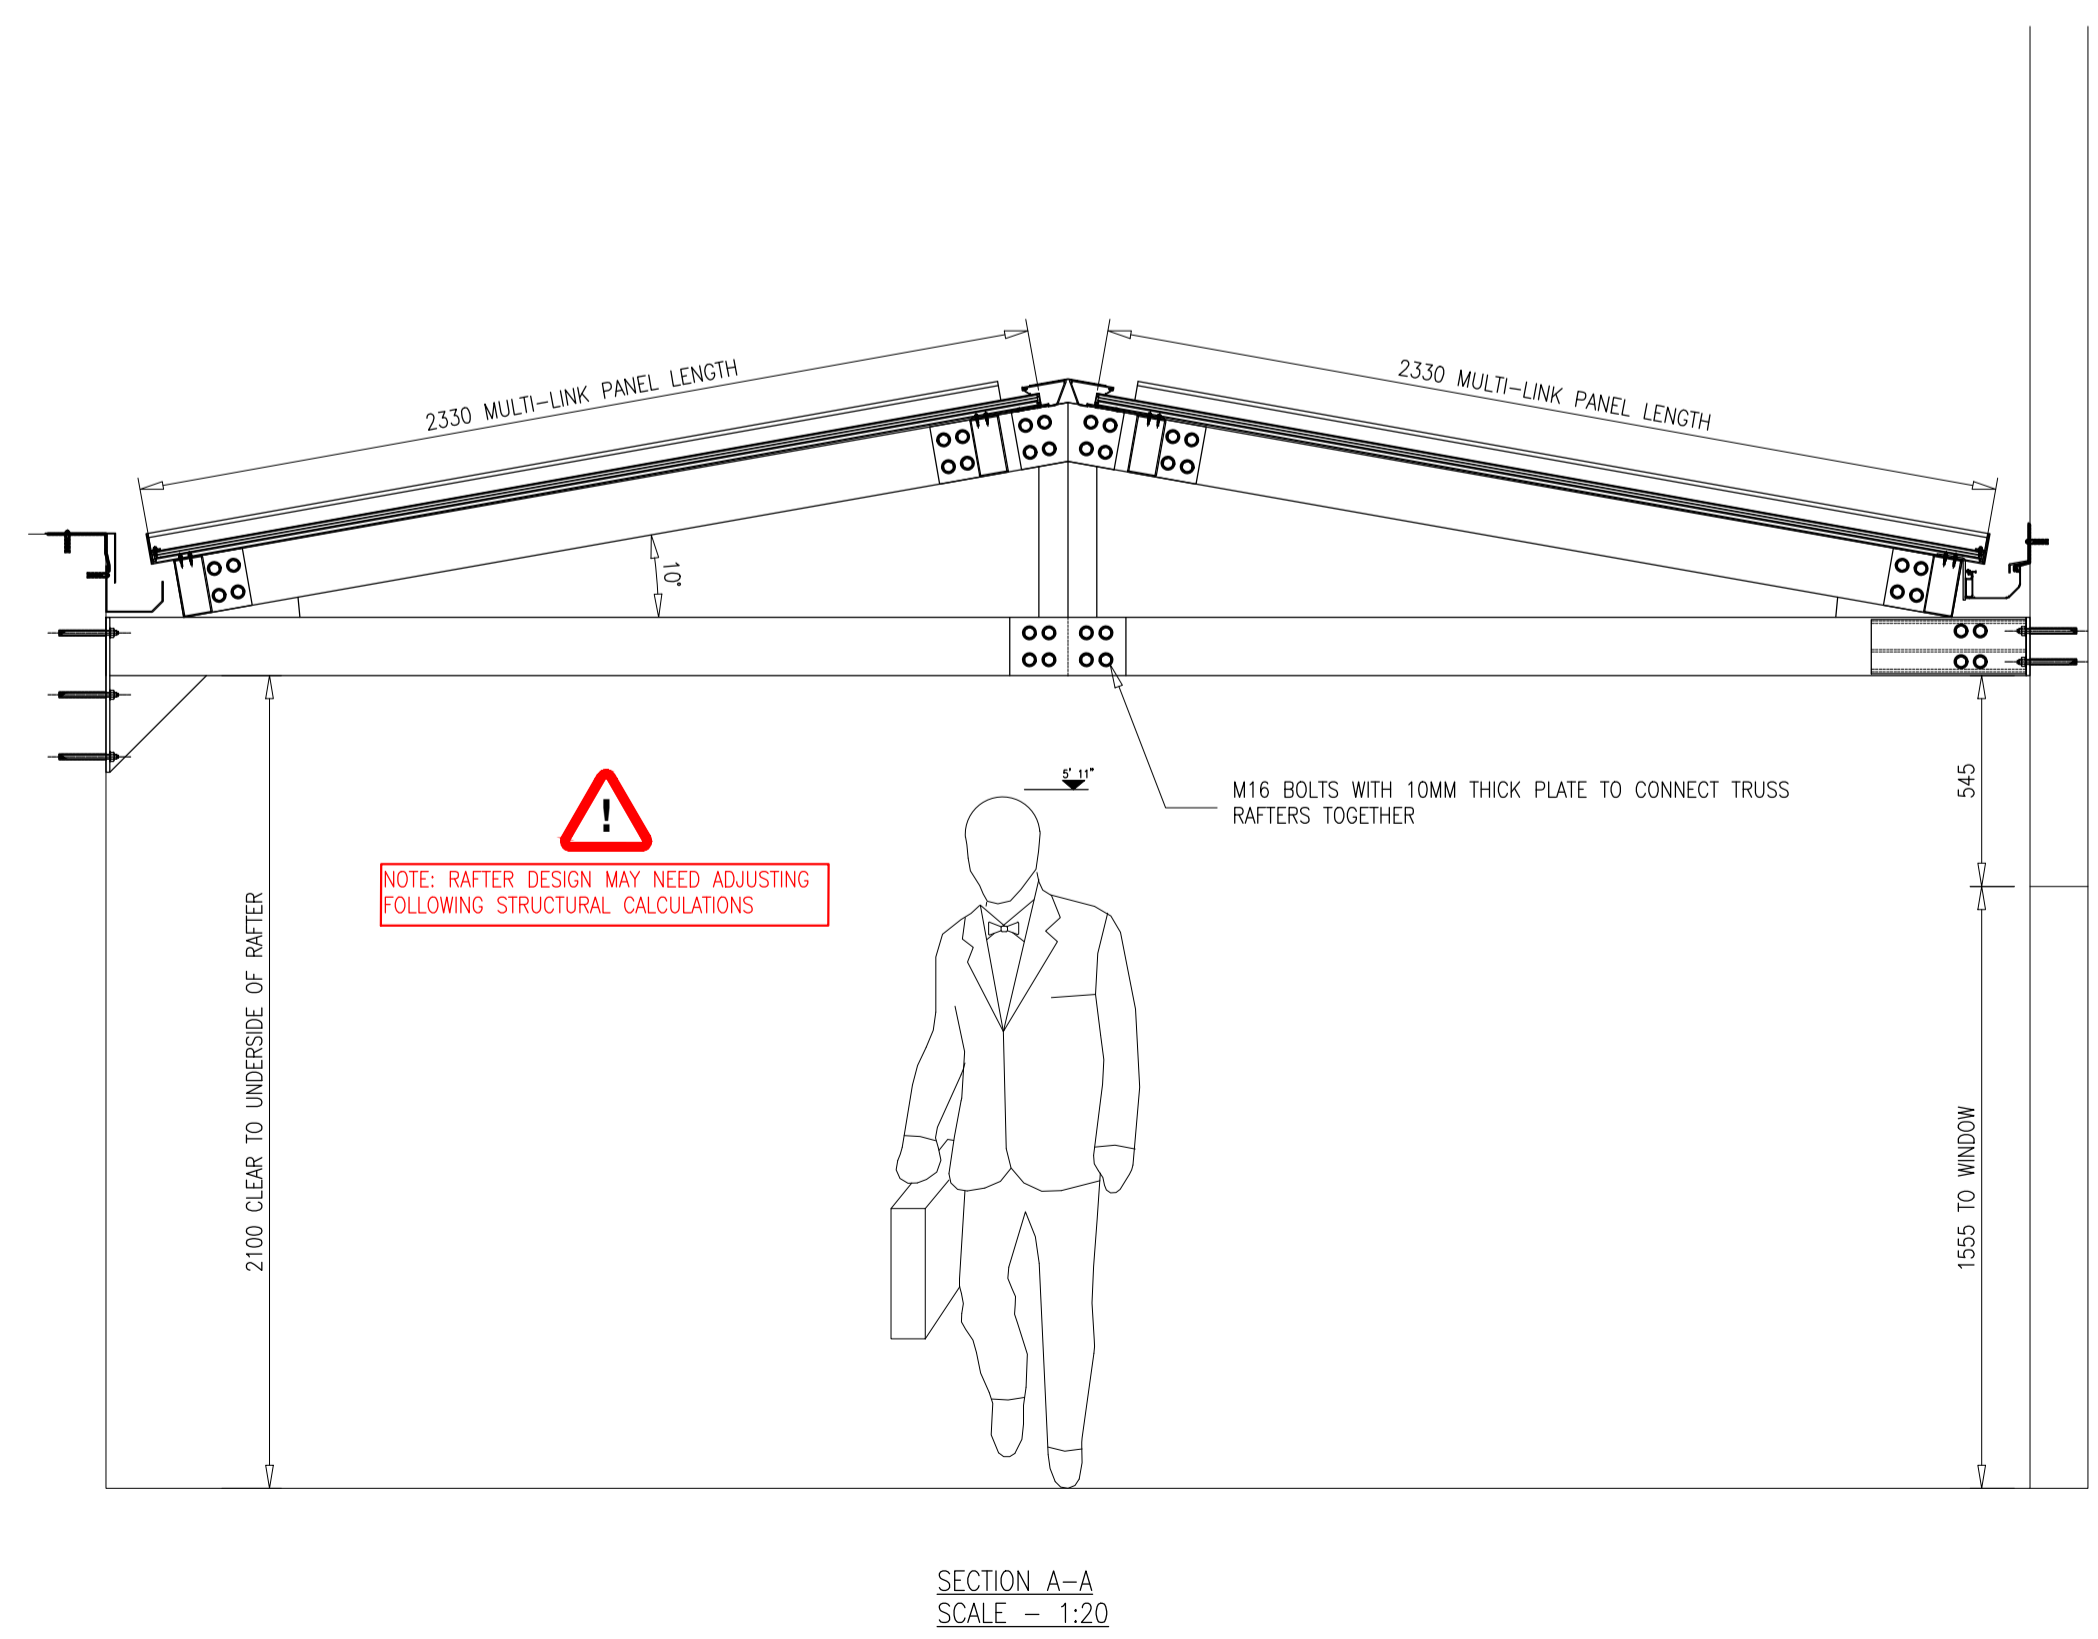 2330 MULTI-LINK PANEL LENGTH
2330 MULTI-LINK PANEL LENGTH
10°
5' 11"
M16 BOLTS WITH 10MM THICK PLATE TO CONNECT TRUSS
RAFTERS TOGETHER
545
!
NOTE: RAFTER DESIGN MAY NEED ADJUSTING
FOLLOWING STRUCTURAL CALCULATIONS
2100 CLEAR TO UNDERSIDE OF RAFTER
1555 TO WINDOW
SECTION A-A
SCALE - 1:20